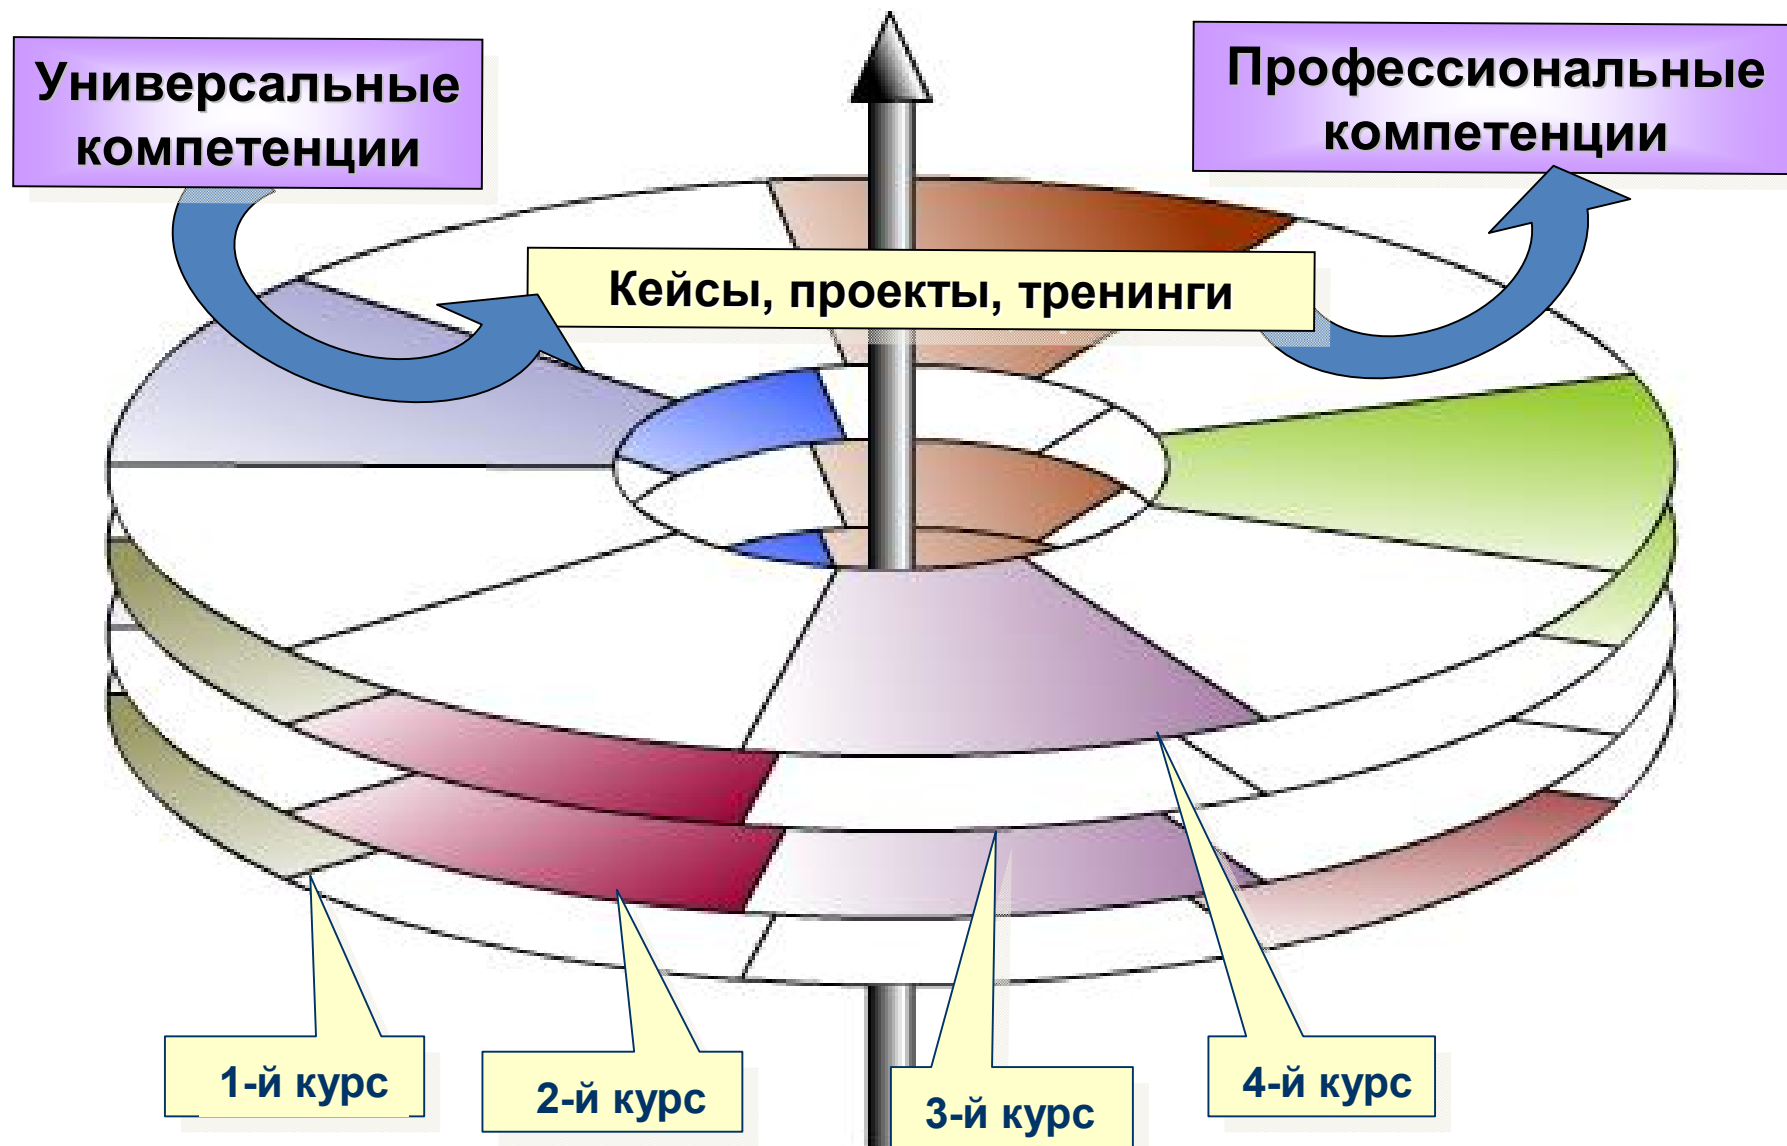 Универсальные
компетенции
Профессиональные
компетенции
Кейсы, проекты, тренинги
1-й курс
2-й курс
3-й курс
4-й курс